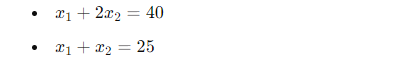 • x₁ + 2x₂ = 40
• x₁ + x₂ = 25